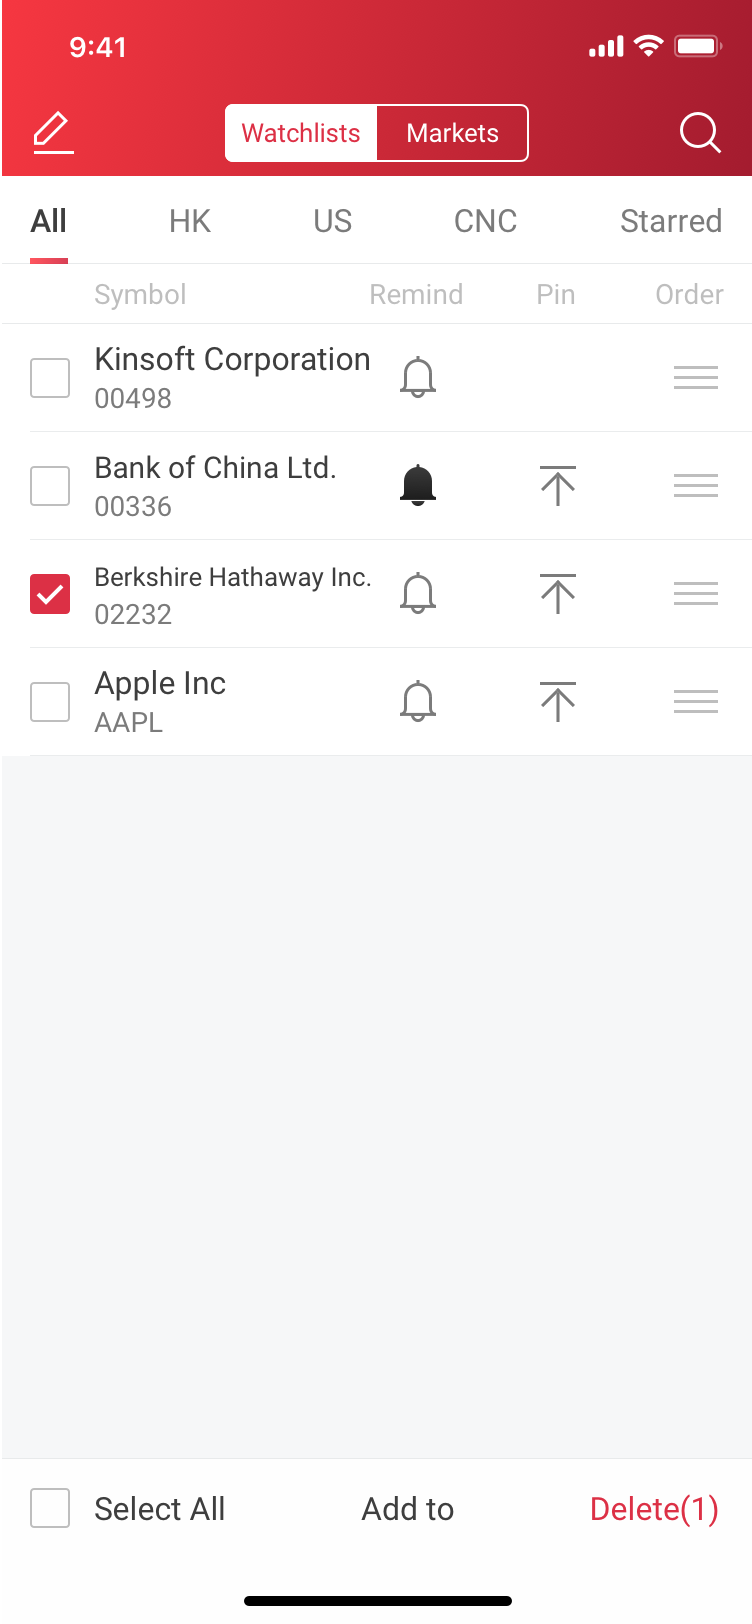 9:41
Watchlists Markets
All HK US CNC Starred
Symbol Remind Pin Order
Kinsoft Corporation
00498
Bank of China Ltd.
00336
Berkshire Hathaway Inc.
02232
Apple Inc
AAPL
Select All Add to Delete(1)